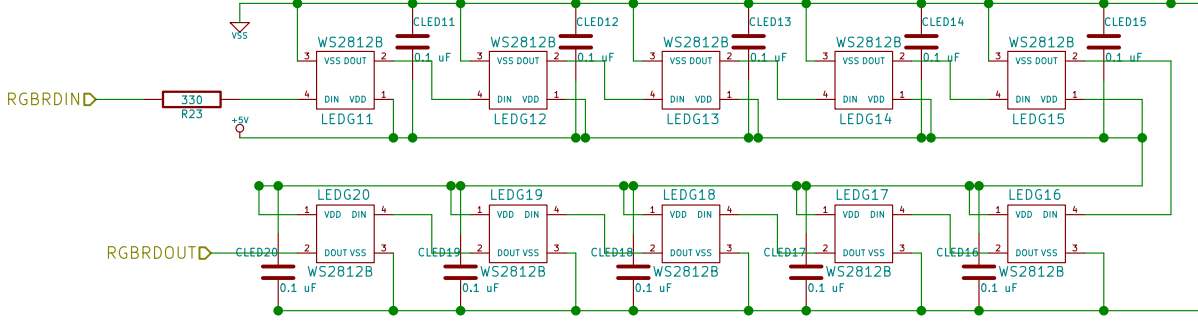 VSS
CLED11 CLED12 CLED13 CLED14 CLED15
WS2812B WS2812B WS2812B WS2812B WS2812B
0.1 uF 0.1 uF 0.1 uF 0.1 uF 0.1 uF
3 VSS DOUT 2 3 VSS DOUT 2 3 VSS DOUT 2 3 VSS DOUT 2 3 VSS DOUT 2
RGBRDIN 330 4 DIN VDD 1 4 DIN VDD 1 4 DIN VDD 1 4 DIN VDD 1 4 DIN VDD 1
R23
+5V LEDG11 LEDG12 LEDG13 LEDG14 LEDG15
LEDG20 LEDG19 LEDG18 LEDG17 LEDG16
1 VDD DIN 4 1 VDD DIN 4 1 VDD DIN 4 1 VDD DIN 4 1 VDD DIN 4
RGBRDOUT CLED20 2 DOUT VSS 3 CLED19 2 DOUT VSS 3 CLED18 2 DOUT VSS 3 CLED17 2 DOUT VSS 3 CLED16 2 DOUT VSS 3
WS2812B WS2812B WS2812B WS2812B WS2812B
0.1 uF 0.1 uF 0.1 uF 0.1 uF 0.1 uF